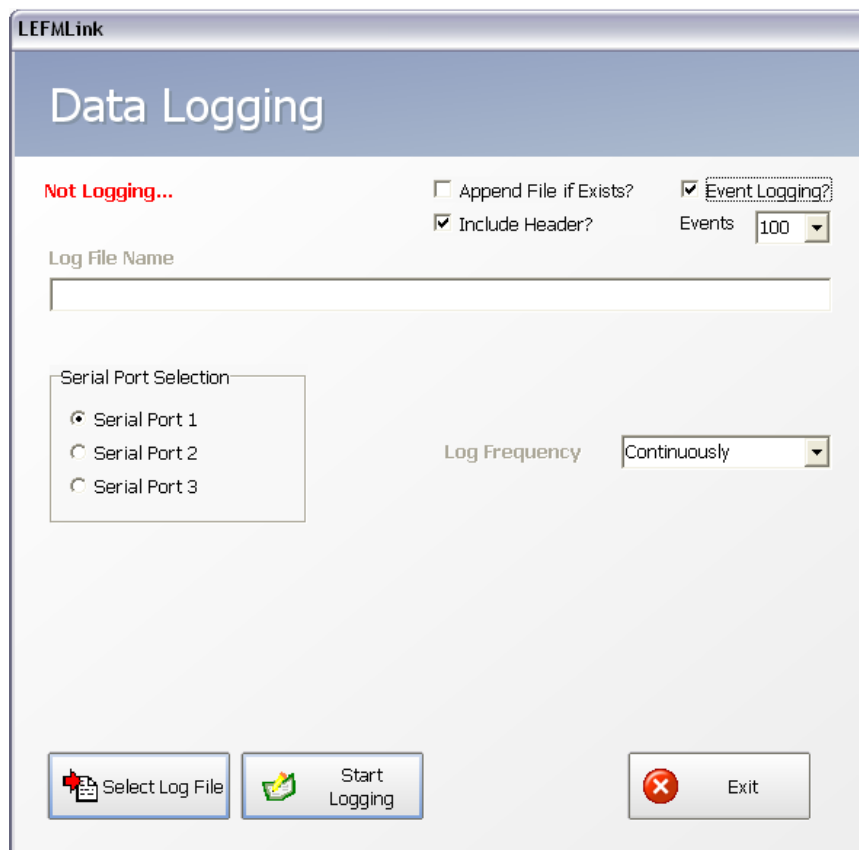 LEFMLink
Data Logging
Not Logging...
Append File if Exists?
Event Logging?
Include Header?
Events
100
Log File Name
Serial Port Selection
Serial Port 1
Serial Port 2
Serial Port 3
Log Frequency
Continuously
Select Log File
Start
Logging
Exit